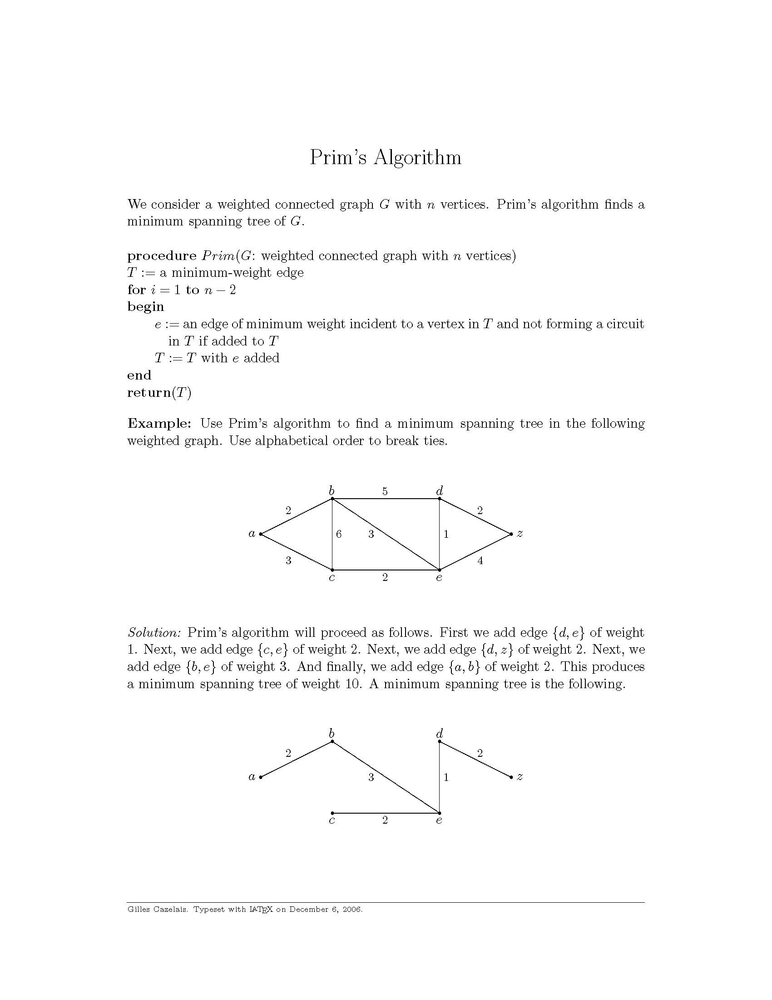 Prim's Algorithm
We consider a weighted connected graph G with n vertices. Prim's algorithm finds a
minimum spanning tree of G.
procedure Prim(G: weighted connected graph with n vertices)
T := a minimum-weight edge
for i = 1 to n − 2
begin
e := an edge of minimum weight incident to a vertex in T and not forming a circuit
in T if added to T
T := T with e added
end
return(T)
Example: Use Prim's algorithm to find a minimum spanning tree in the following
weighted graph. Use alphabetical order to break ties.
b 5 d
2 2
a 6 3 1 z
3 4
c 2 e
Solution: Prim's algorithm will proceed as follows. First we add edge {d, e} of weight
1. Next, we add edge {c, e} of weight 2. Next, we add edge {d, z} of weight 2. Next, we
add edge {b, e} of weight 3. And finally, we add edge {a, b} of weight 2. This produces
a minimum spanning tree of weight 10. A minimum spanning tree is the following.
b d
2 2
a 3 1 z
c 2 e
Gilles Cazelais. Typeset with LATEX on December 6, 2006.